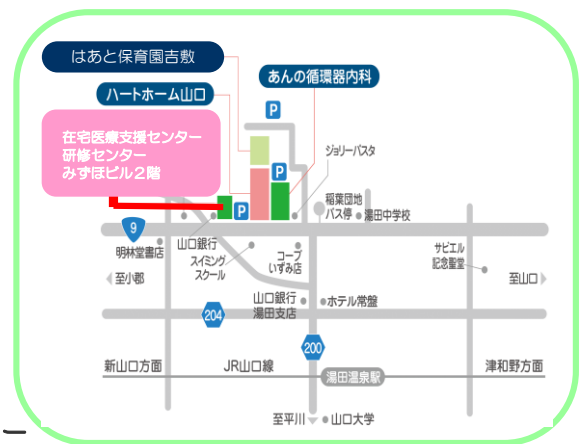 はあと保育園吉敷
あんの循環器内科
ハートホーム山口
P
在宅医療支援センター
研修センター
みずほビル2階
ジョリーパスタ
P
P
稲葉団地
バス停
湯田中学校
9
明林堂書店
山口銀行
スイミング
スクール
コープ
いずみ店
サビエル
記念聖堂
至小郡
至山口
山口銀行
湯田支店
ホテル常盤
204
200
新山口方面
JR山口線
湯田温泉駅
津和野方面
至平川
山口大学